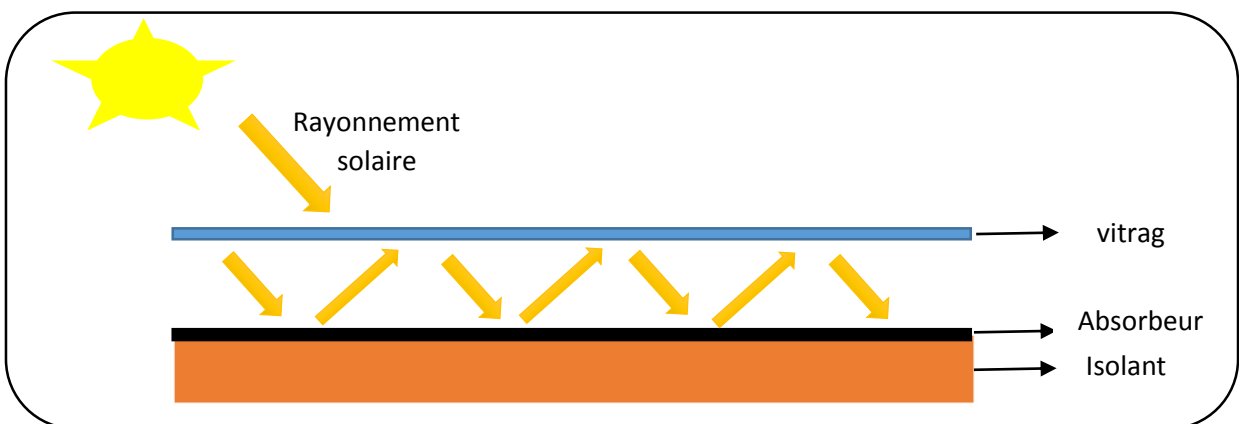 Rayonnement
solaire
vitrag
Absorbeur
Isolant